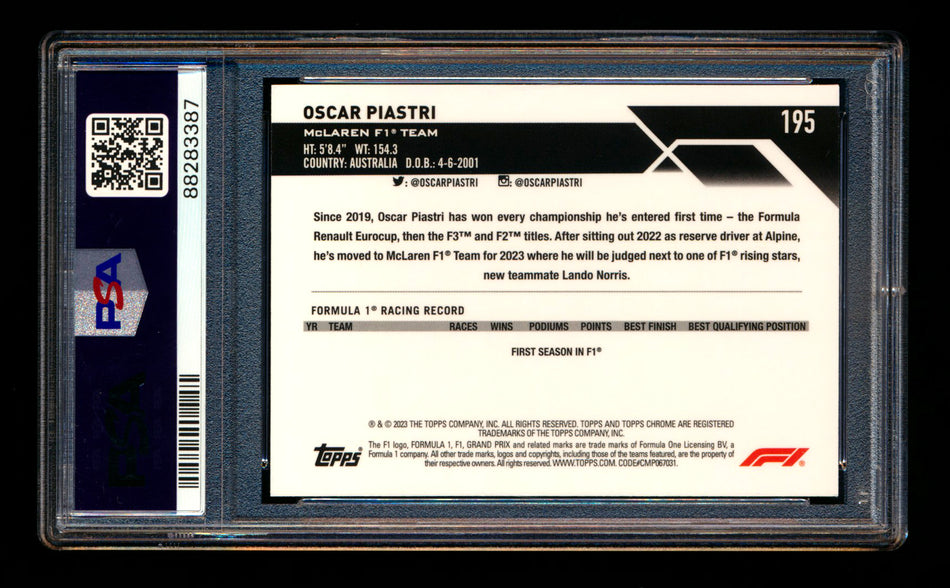 OSCAR PIASTRI
195
McLAREN F1® TEAM
HT: 5'8.4" WT: 154.3
COUNTRY: AUSTRALIA D.O.B.: 4-6-2001
: @OSCARPIASTRI : @OSCARPIASTRI
Since 2019, Oscar Piastri has won every championship he's entered first time – the Formula
Renault Eurocup, then the F3™ and F2™ titles. After sitting out 2022 as reserve driver at Alpine,
he's moved to McLaren F1® Team for 2023 where he will be judged next to one of F1® rising stars,
new teammate Lando Norris.
FORMULA 1® RACING RECORD
YR TEAM RACES WINS PODIUMS POINTS BEST FINISH BEST QUALIFYING POSITION
FIRST SEASON IN F1®
® & © 2023 THE TOPPS COMPANY, INC. ALL RIGHTS RESERVED. TOPPS AND TOPPS CHROME ARE REGISTERED
TRADEMARKS OF THE TOPPS COMPANY, INC.
The F1 logo, FORMULA 1, F1, GRAND PRIX and related marks are trade marks of Formula One Licensing BV, a
Formula 1 company. All other trade marks, logos and copyrights, including those of the teams featured, are the property of
their respective owners. All rights reserved. WWW.TOPPS.COM. CODE#CMP067031.
Topps
F1®
88283387
PSA
PSA